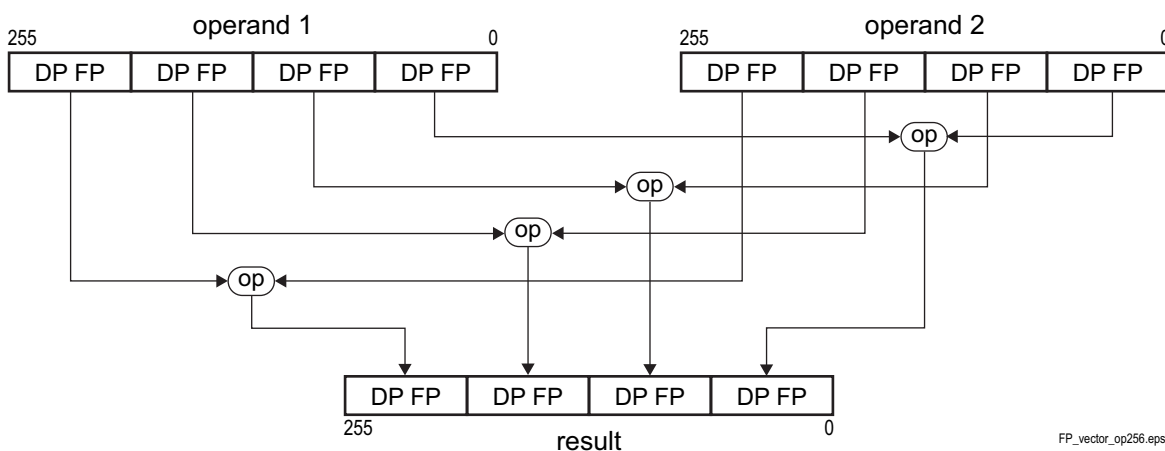 operand 1 operand 2
255 0 255 0
DP FP DP FP DP FP DP FP DP FP DP FP DP FP DP FP
op
op
op
op
DP FP DP FP DP FP DP FP
255 0
result
FP_vector_op256.eps